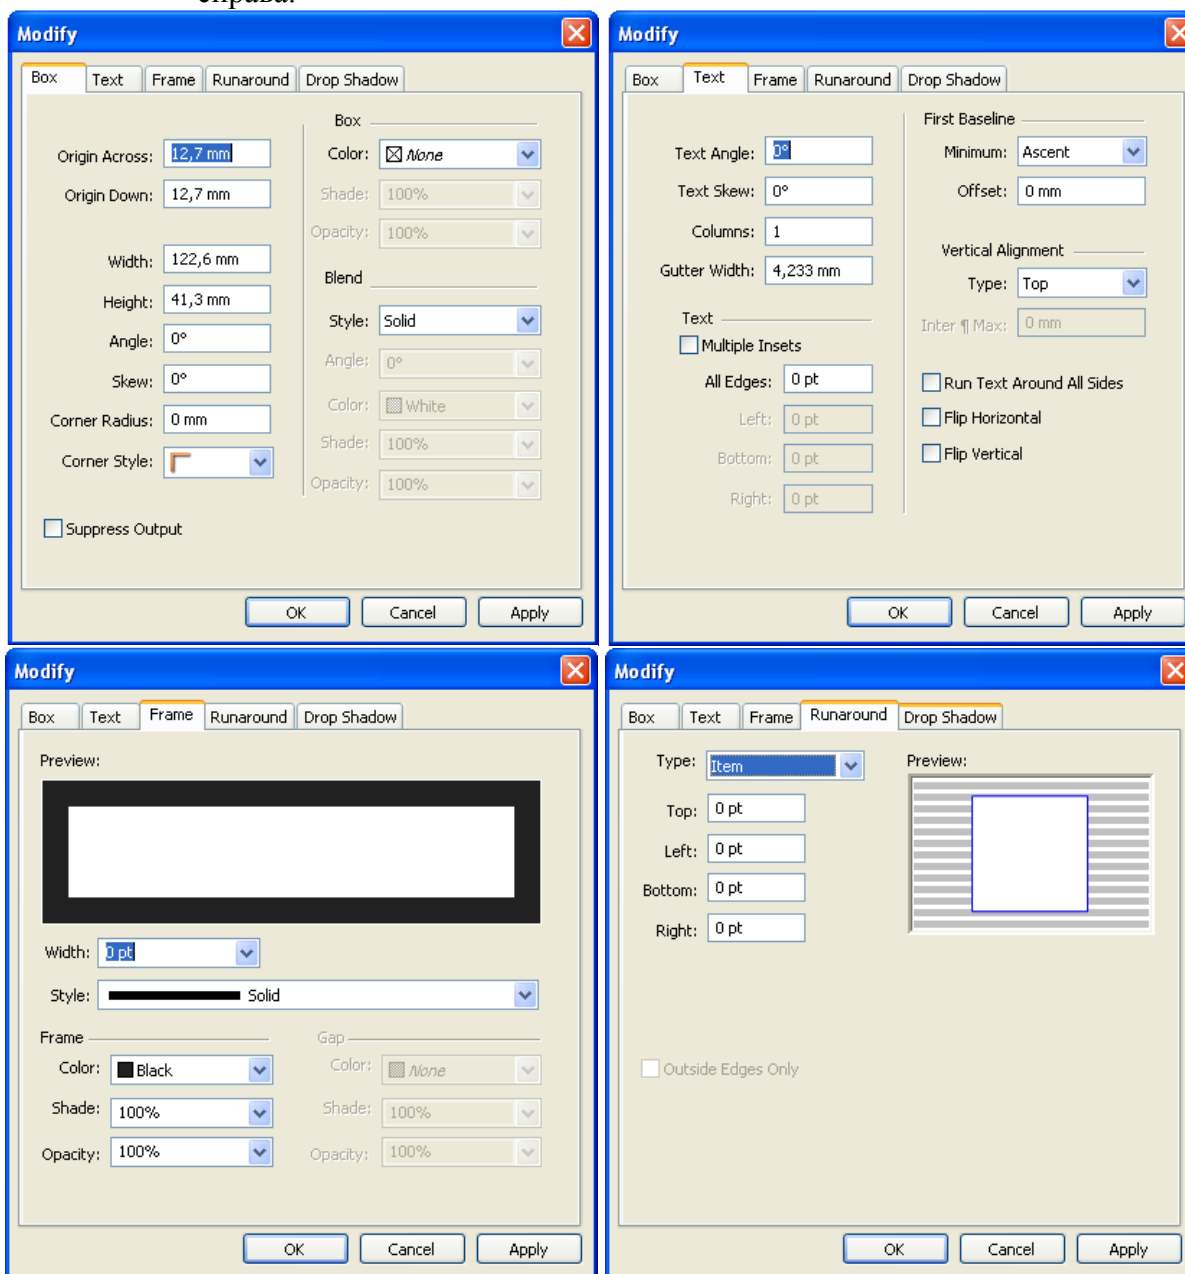 справа.
Modify
Box Text Frame Runaround Drop Shadow
Box
Origin Across: 12,7 mm
Color: None
Origin Down: 12,7 mm
Shade: 100%
Opacity: 100%
Width: 122,6 mm
Blend
Height: 41,3 mm
Style: Solid
Angle: 0°
Angle: 0°
Skew: 0°
Color: White
Corner Radius: 0 mm
Shade: 100%
Corner Style:
Opacity: 100%
Suppress Output
OK Cancel Apply
Modify
Box Text Frame Runaround Drop Shadow
First Baseline
Text Angle: 0°
Minimum: Ascent
Text Skew: 0°
Offset: 0 mm
Columns: 1
Vertical Alignment
Gutter Width: 4,233 mm
Type: Top
Text
Inter ¶ Max: 0 mm
Multiple Insets
All Edges: 0 pt
Run Text Around All Sides
Left: 0 pt
Flip Horizontal
Bottom: 0 pt
Flip Vertical
Right: 0 pt
OK Cancel Apply
Modify
Box Text Frame Runaround Drop Shadow
Preview:
Width: 0 pt
Style: Solid
Frame
Gap
Color: Black
Color: None
Shade: 100%
Shade: 100%
Opacity: 100%
Opacity: 100%
OK Cancel Apply
Modify
Box Text Frame Runaround Drop Shadow
Type: Item
Preview:
Top: 0 pt
Left: 0 pt
Bottom: 0 pt
Right: 0 pt
Outside Edges Only
OK Cancel Apply